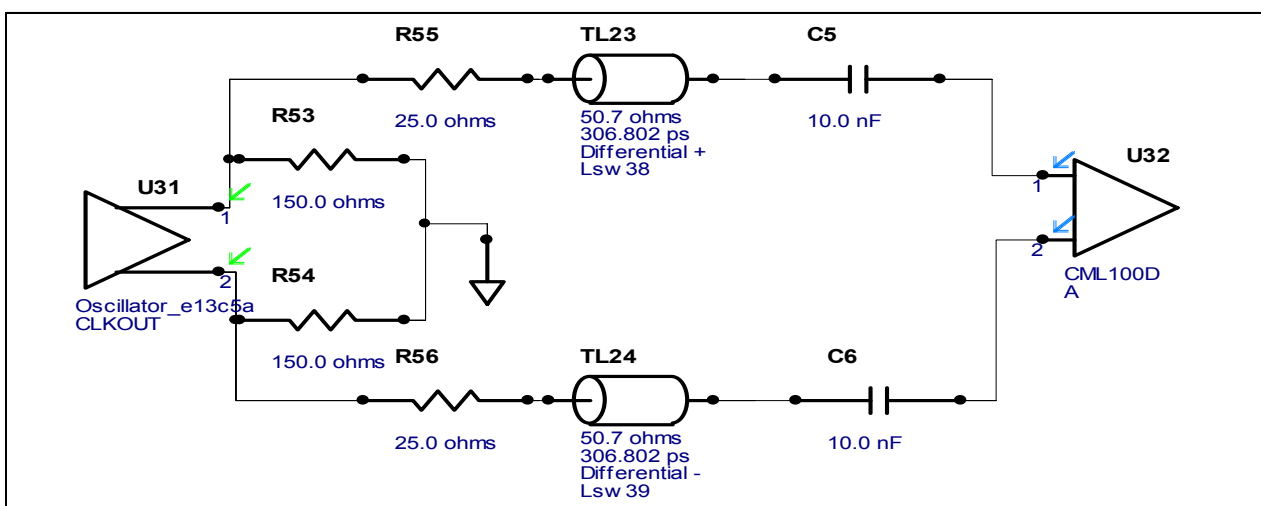 R55
TL23
C5
25.0 ohms
50.7 ohms
306.802 ps
Differential +
Lsw 38
10.0 nF
R53
150.0 ohms
U31
1
2
Oscillator_e13c5a
CLKOUT
R54
150.0 ohms
U32
1
2
CML100D
A
R56
TL24
C6
25.0 ohms
50.7 ohms
306.802 ps
Differential -
Lsw 39
10.0 nF